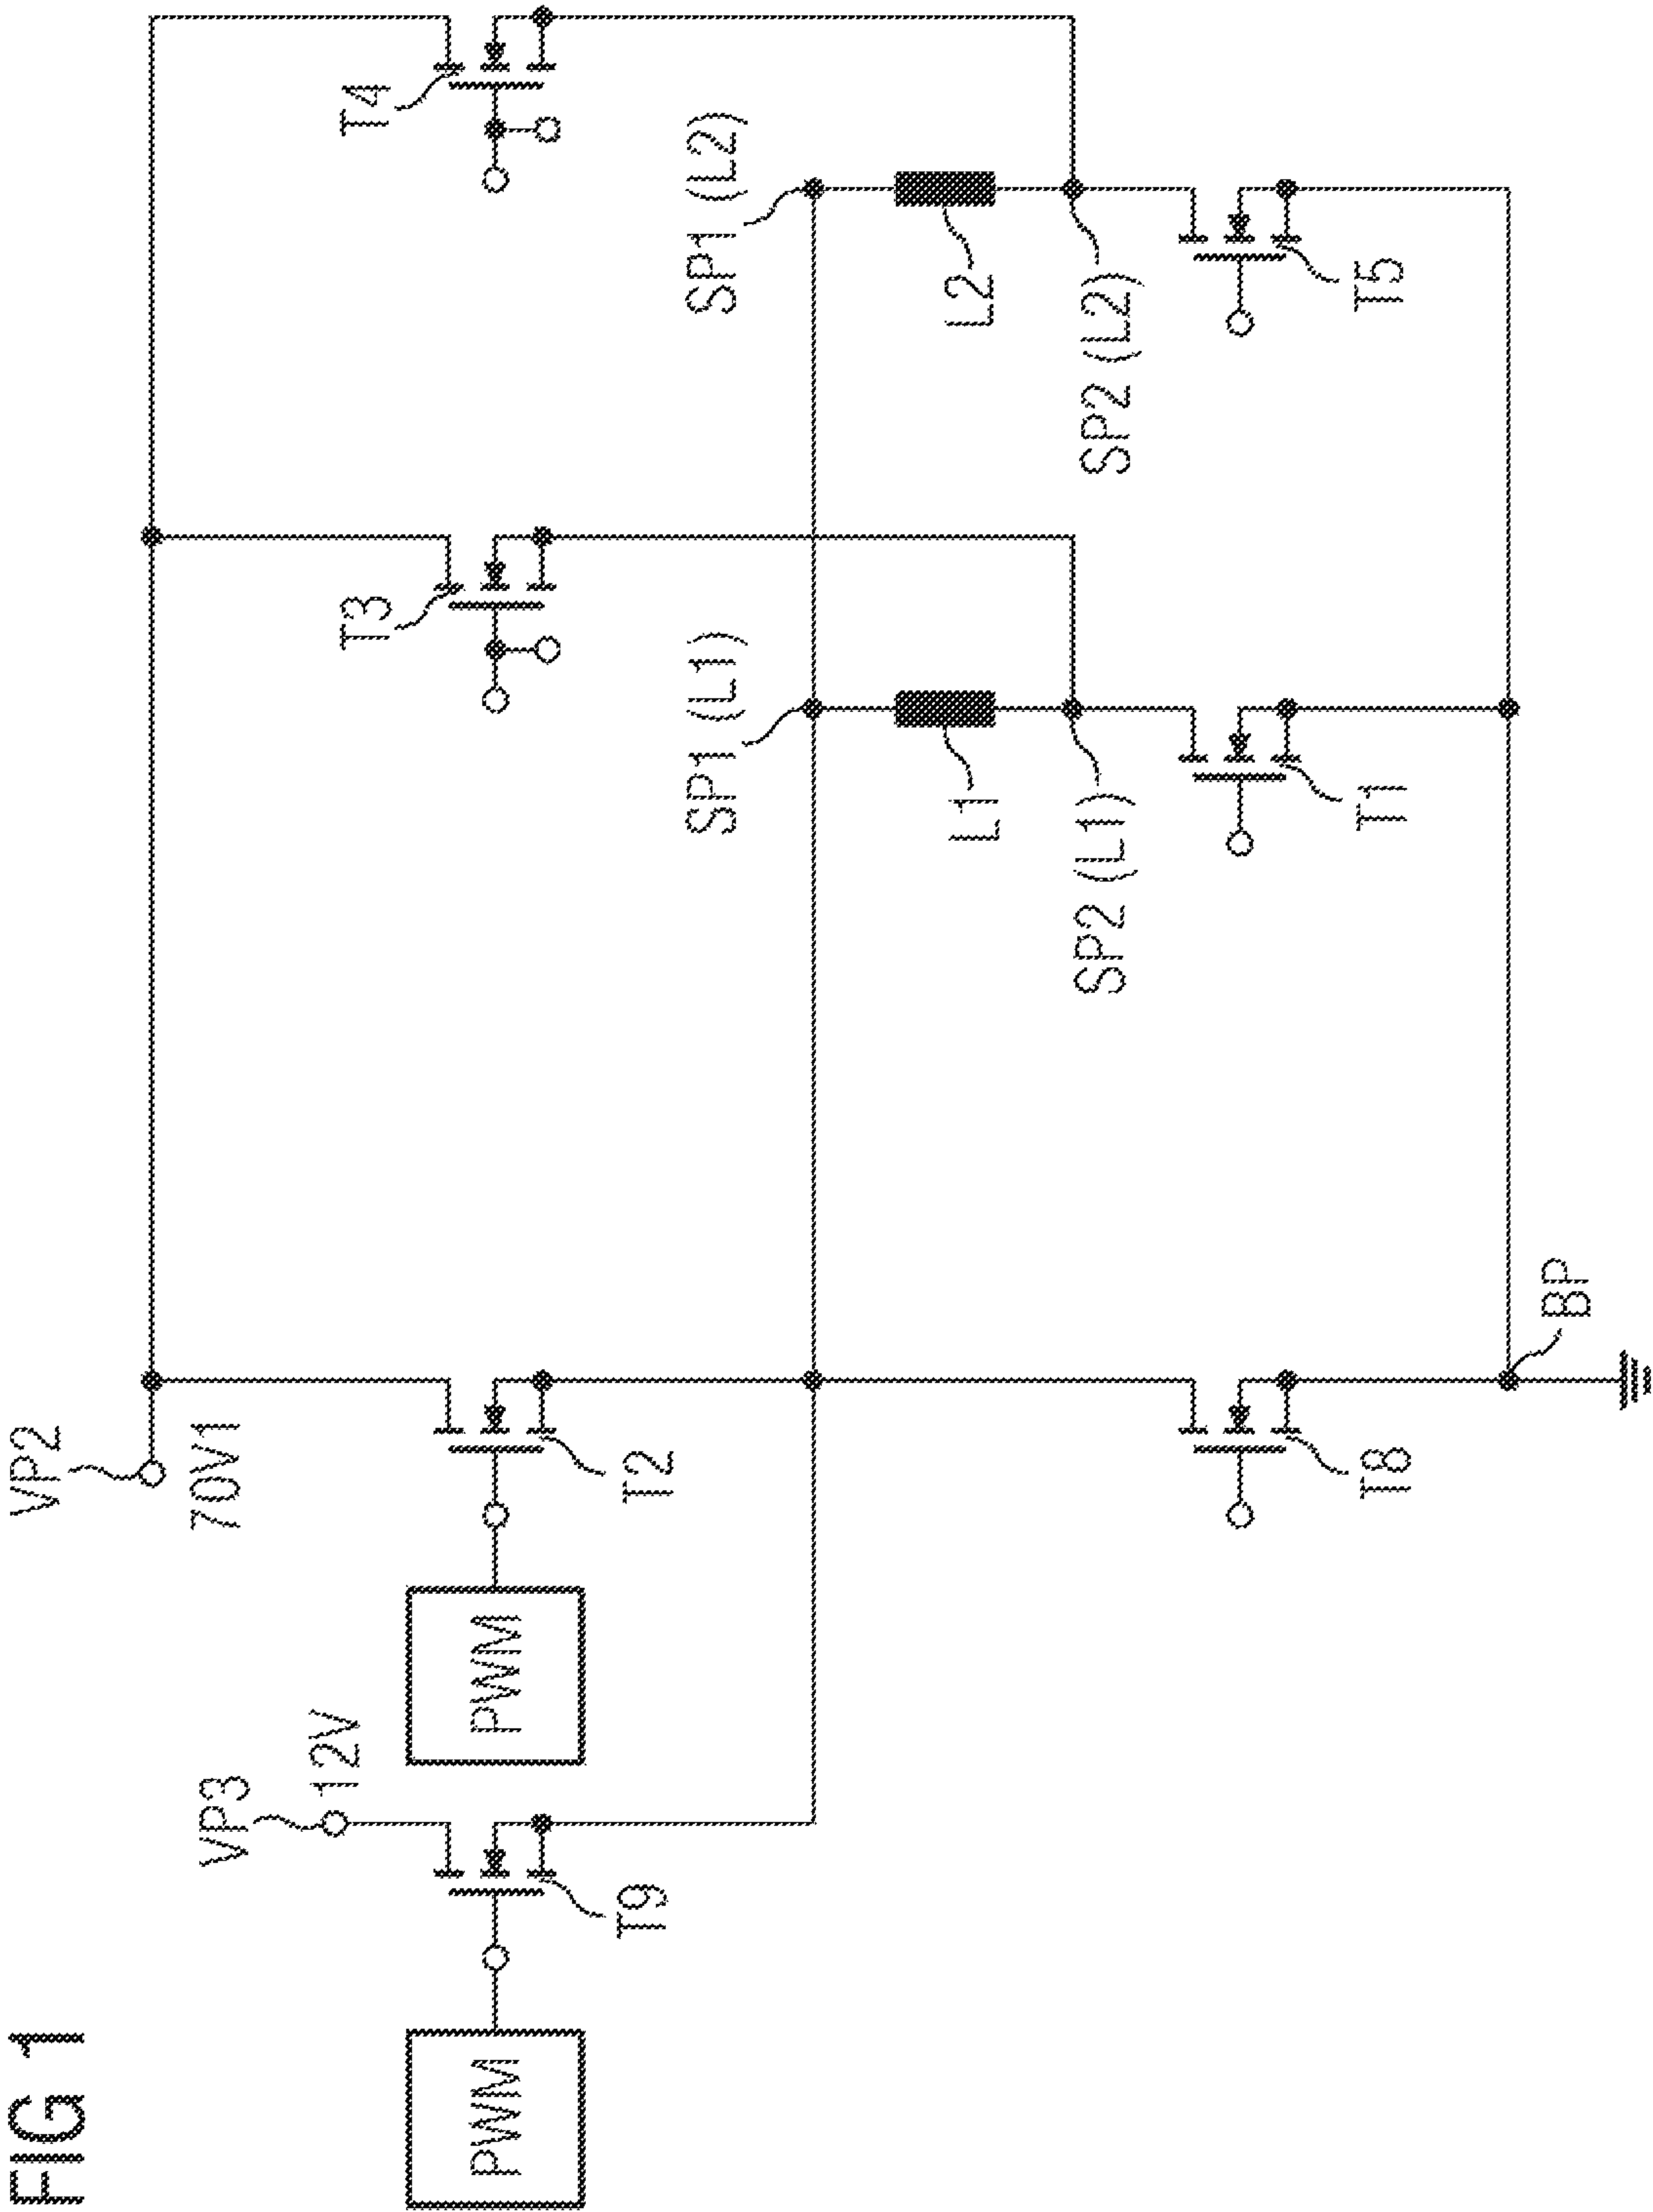 FIG 1
VP2
70V1
VP3
12V
PWM
PWM
T9
T2
T3
T4
SP1 (L1)
SP1 (L2)
L1
L2
SP2 (L1)
SP2 (L2)
T8
T1
T5
BP